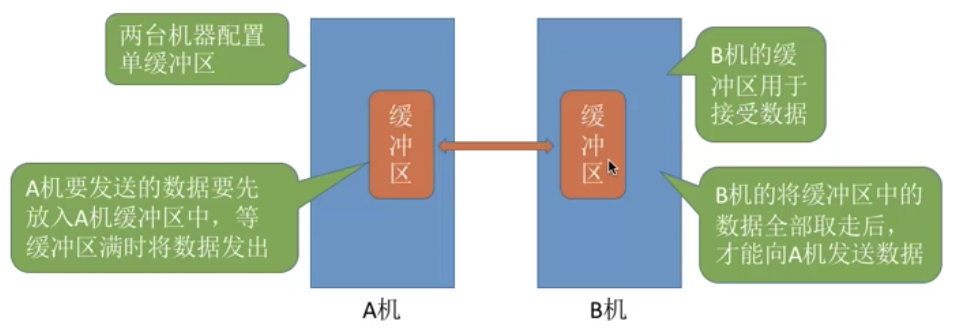 两台机器配置
单缓冲区
B机的缓
冲区用于
接受数据
缓
冲
区
缓
冲
区
A机要发送的数据要先
放入A机缓冲区中，等
缓冲区满时将数据发出
B机的将缓冲区中的
数据全部取走后，
才能向A机发送数据
A机
B机